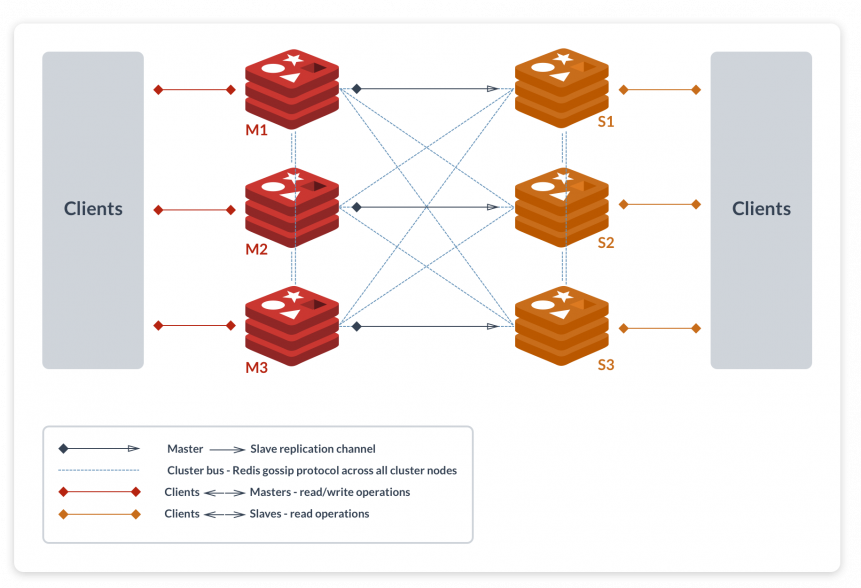 Clients
M1
S1
M2
S2
Clients
M3
S3
Master Slave replication channel
Cluster bus - Redis gossip protocol across all cluster nodes
Clients Masters - read/write operations
Clients Slaves - read operations